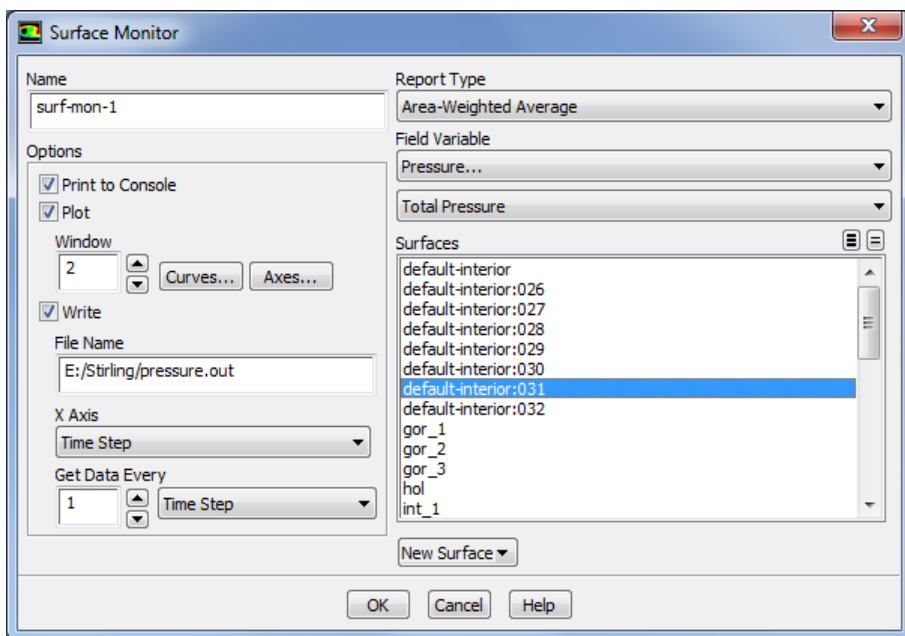 Surface Monitor
Name
surf-mon-1
Options
Print to Console
Plot
Window
2
Curves...
Axes...
Write
File Name
E:/Stirling/pressure.out
X Axis
Time Step
Get Data Every
1
Time Step
Report Type
Area-Weighted Average
Field Variable
Pressure...
Total Pressure
Surfaces
default-interior
default-interior:026
default-interior:027
default-interior:028
default-interior:029
default-interior:030
default-interior:031
default-interior:032
gor_1
gor_2
gor_3
hol
int_1
New Surface
OK
Cancel
Help